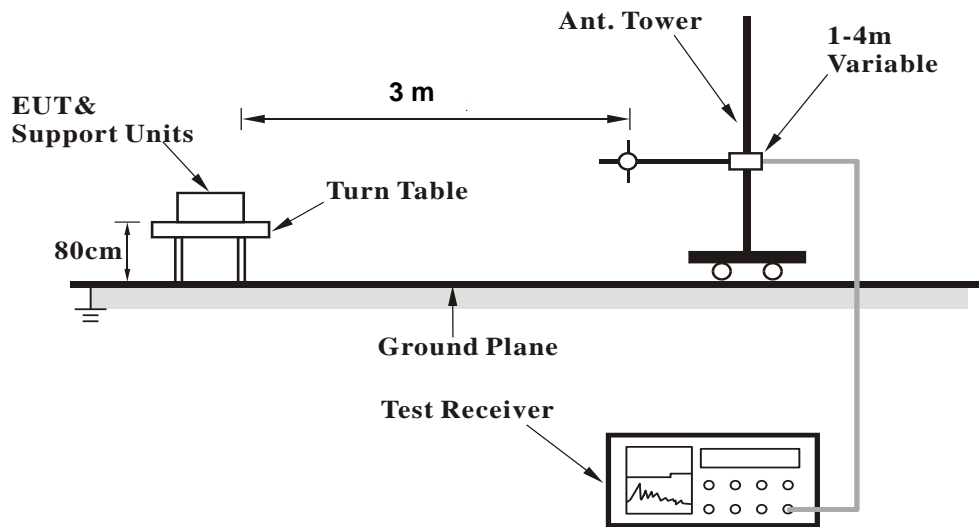 Ant. Tower
1-4m
Variable
3 m
EUT&
Support Units
Turn Table
80cm
Ground Plane
Test Receiver